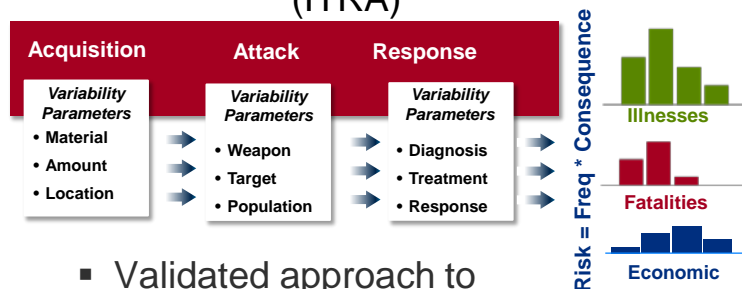 (ITRA)
Acquisition
Attack
Response
Variability
Parameters
• Material
• Amount
• Location
Variability
Parameters
• Weapon
• Target
• Population
Variability
Parameters
• Diagnosis
• Treatment
• Response
Risk = Freq * Consequence
Illnesses
Fatalities
Economic
▪ Validated approach to